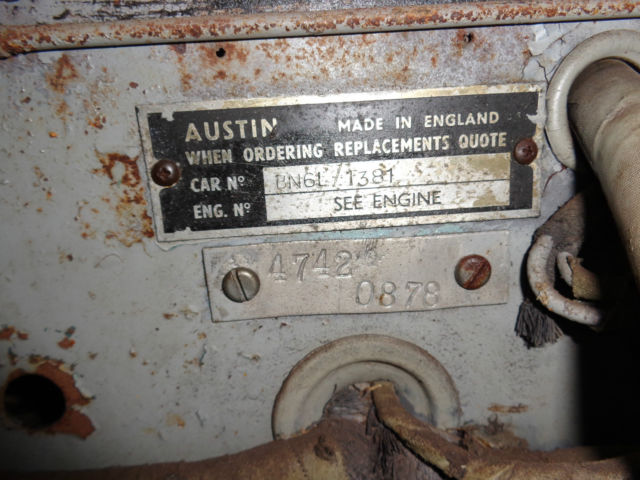 AUSTIN MADE IN ENGLAND
WHEN ORDERING REPLACEMENTS QUOTE
CAR Nº BN6L/1381
ENG. Nº SEE ENGINE
4742
0878